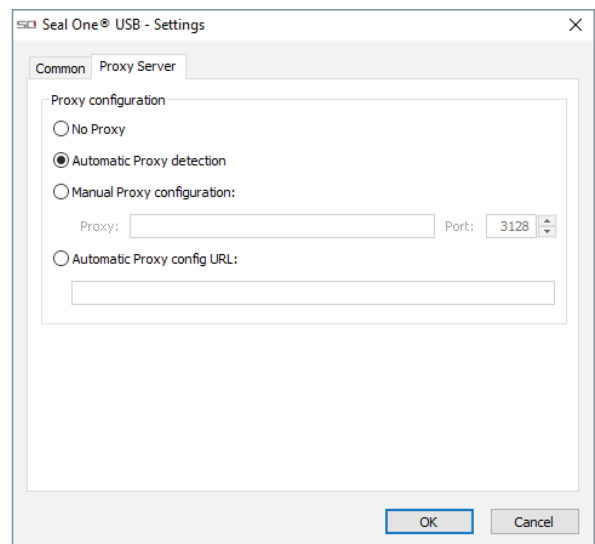 Seal One® USB - Settings
Common Proxy Server
Proxy configuration
No Proxy
Automatic Proxy detection
Manual Proxy configuration:
Proxy: Port: 3128
Automatic Proxy config URL:
OK Cancel